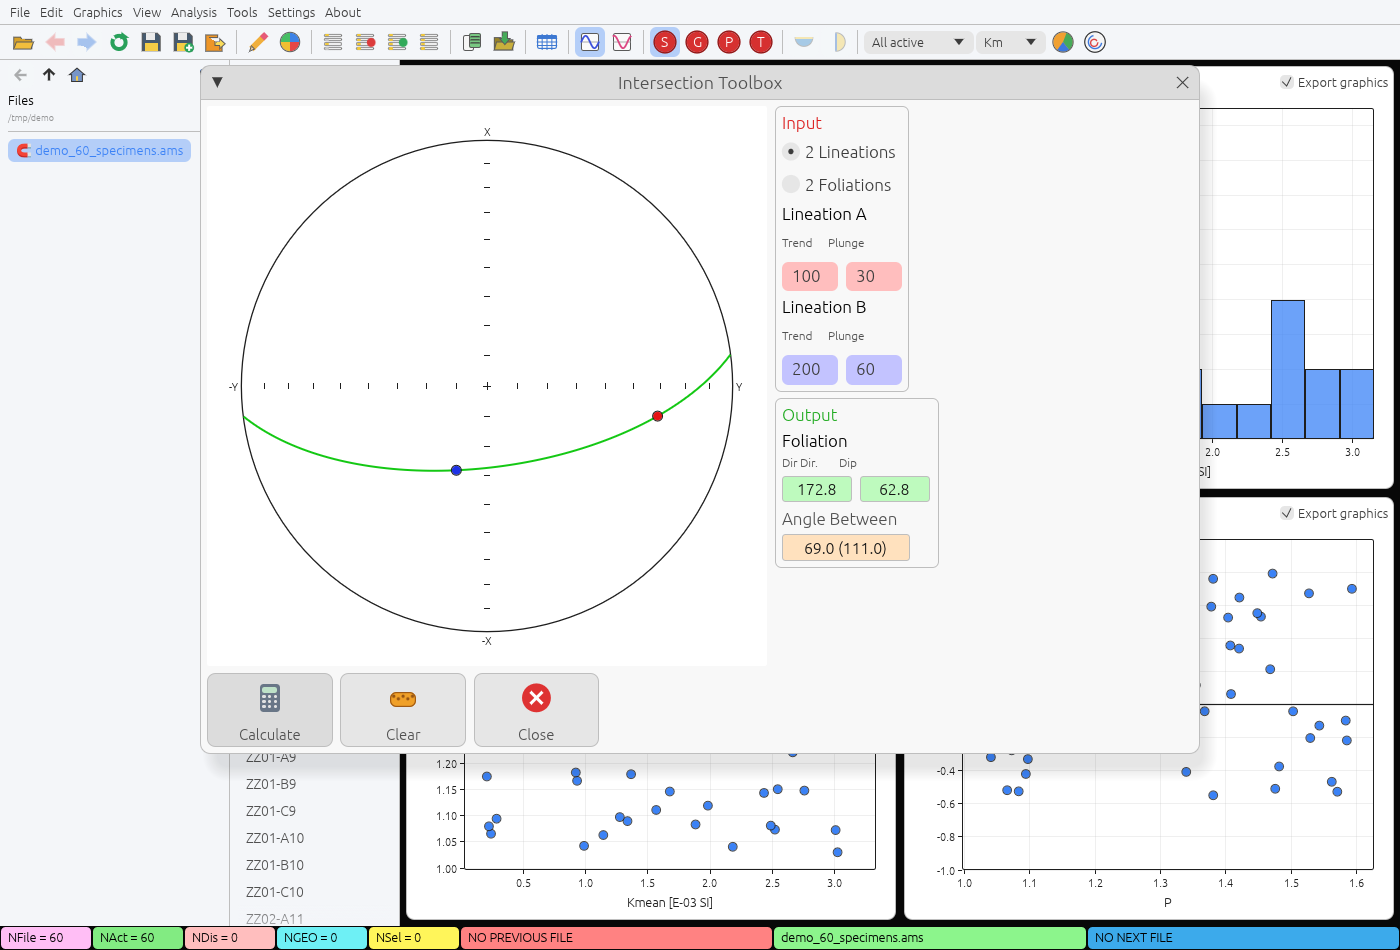 File Edit Graphics View Analysis Tools Settings About
S G P T All active Km
Files
/tmp/demo
demo_60_specimens.ams
Intersection Toolbox
X
-Y
Y
-X
Input
2 Lineations
2 Foliations
Lineation A
Trend Plunge
100 30
Lineation B
Trend Plunge
200 60
Output
Foliation
Dir Dir. Dip
172.8 62.8
Angle Between
69.0 (111.0)
Calculate Clear Close
Export graphics
2.0 2.5 3.0
SI]
Export graphics
ZZ01-A9
ZZ01-B9
ZZ01-C9
ZZ01-A10
ZZ01-B10
ZZ01-C10
ZZ02-A11
1.20
1.15
1.10
1.05
1.00
0.5 1.0 1.5 2.0 2.5 3.0
Kmean [E-03 SI]
-0.4
-0.6
-0.8
-1.0
1.0 1.1 1.2 1.3 1.4 1.5 1.6
P
NFile = 60 NAct = 60 NDis = 0 NGEO = 0 NSel = 0 NO PREVIOUS FILE demo_60_specimens.ams NO NEXT FILE